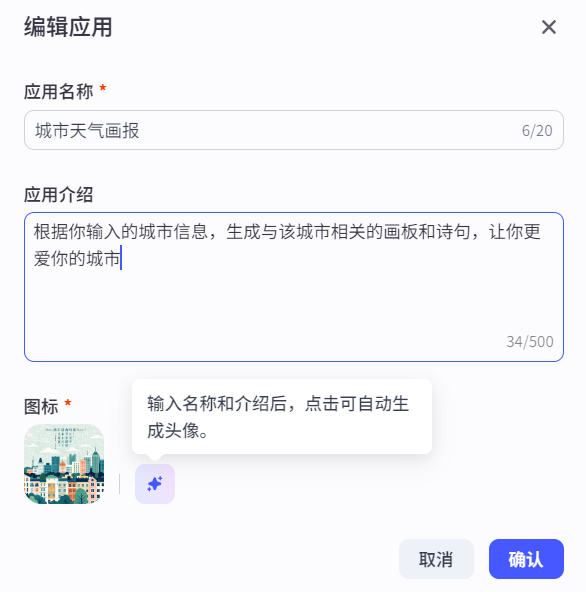 编辑应用
应用名称 *
城市天气画报
6/20
应用介绍
根据你输入的城市信息，生成与该城市相关的画板和诗句，让你更
爱你的城市
34/500
图标 *
输入名称和介绍后，点击可自动生
成头像。
取消
确认